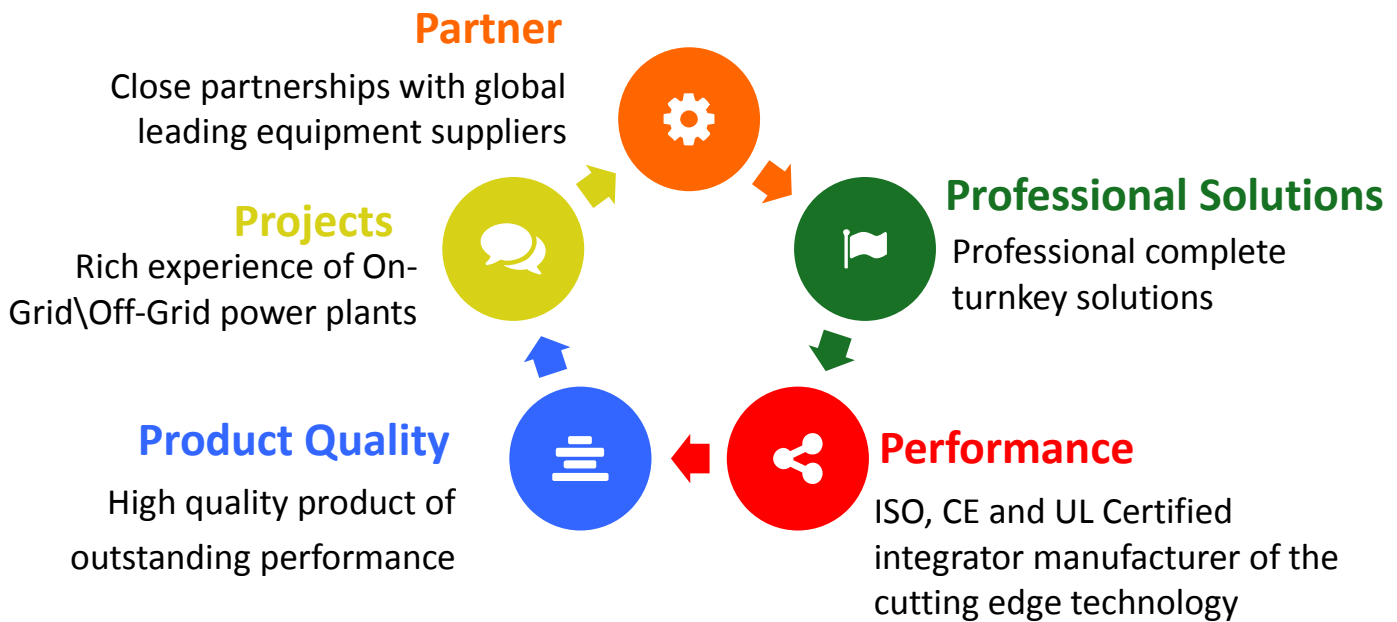 Partner
Close partnerships with global
leading equipment suppliers
Professional Solutions
Professional complete
turnkey solutions
Performance
ISO, CE and UL Certified
integrator manufacturer of the
cutting edge technology
Product Quality
High quality product of
outstanding performance
Projects
Rich experience of On-
Grid\Off-Grid power plants